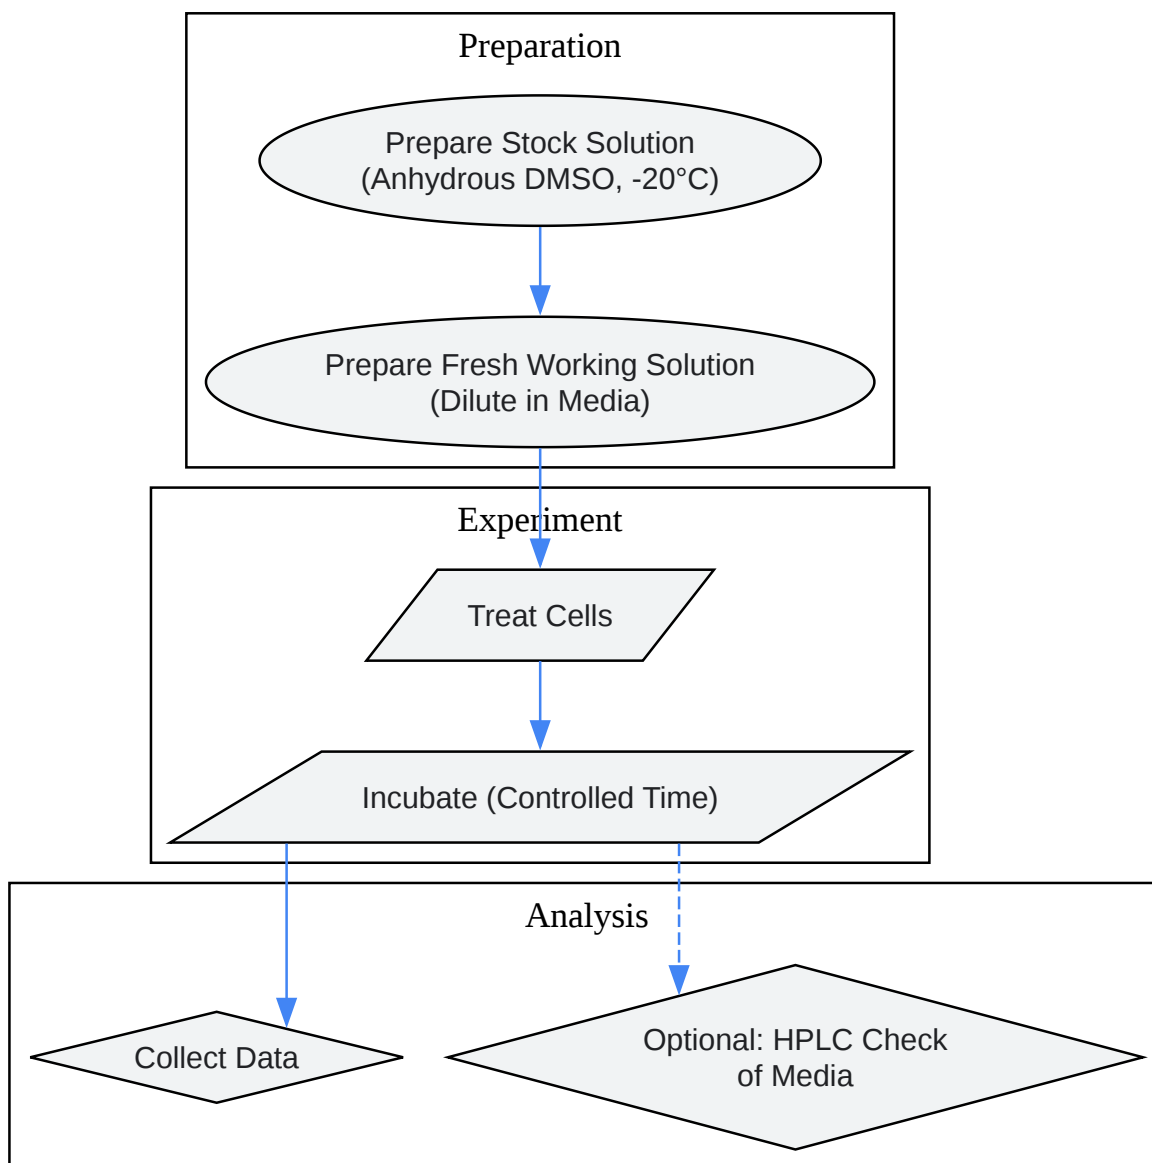 Preparation
Prepare Stock Solution
(Anhydrous DMSO, -20°C)
Prepare Fresh Working Solution
(Dilute in Media)
Experiment
Treat Cells
Incubate (Controlled Time)
Analysis
Collect Data
Optional: HPLC Check
of Media